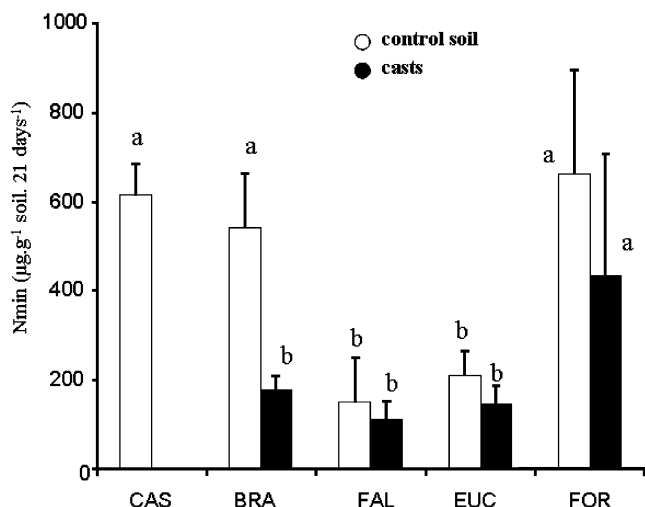 1000
800
600
400
200
0
Nmin (µg.g⁻¹ soil. 21 days⁻¹)
control soil
casts
a
a
b
b
b
b
b
a
a
CAS BRA FAL EUC FOR